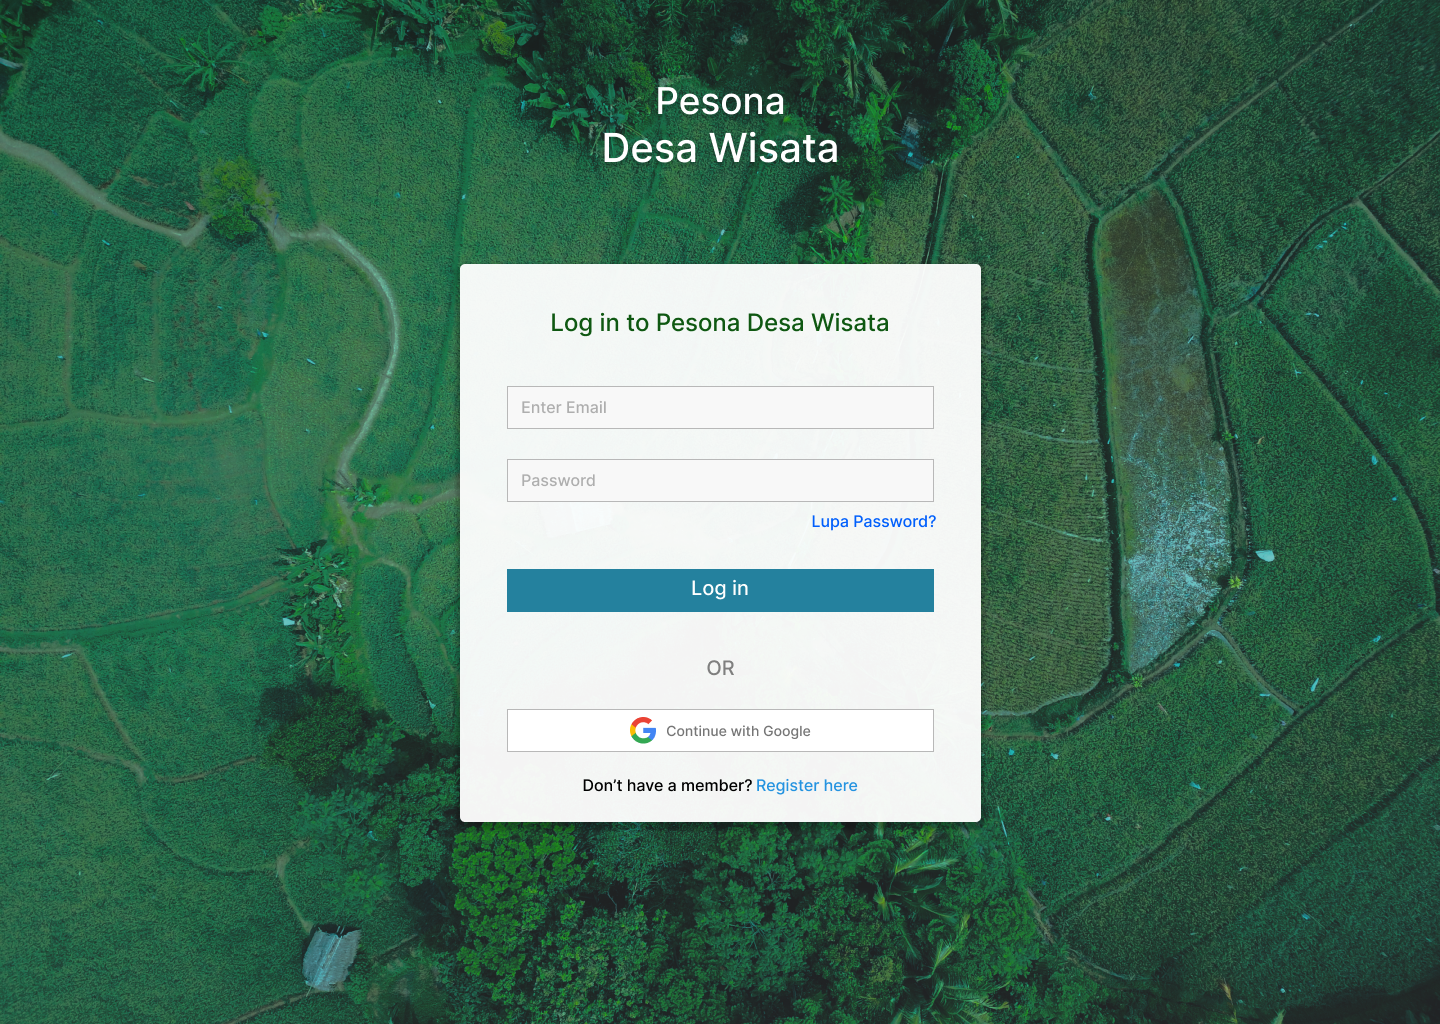 Pesona
Desa Wisata
Log in to Pesona Desa Wisata
Enter Email
Password
Lupa Password?
Log in
OR
Continue with Google
Don’t have a member? Register here